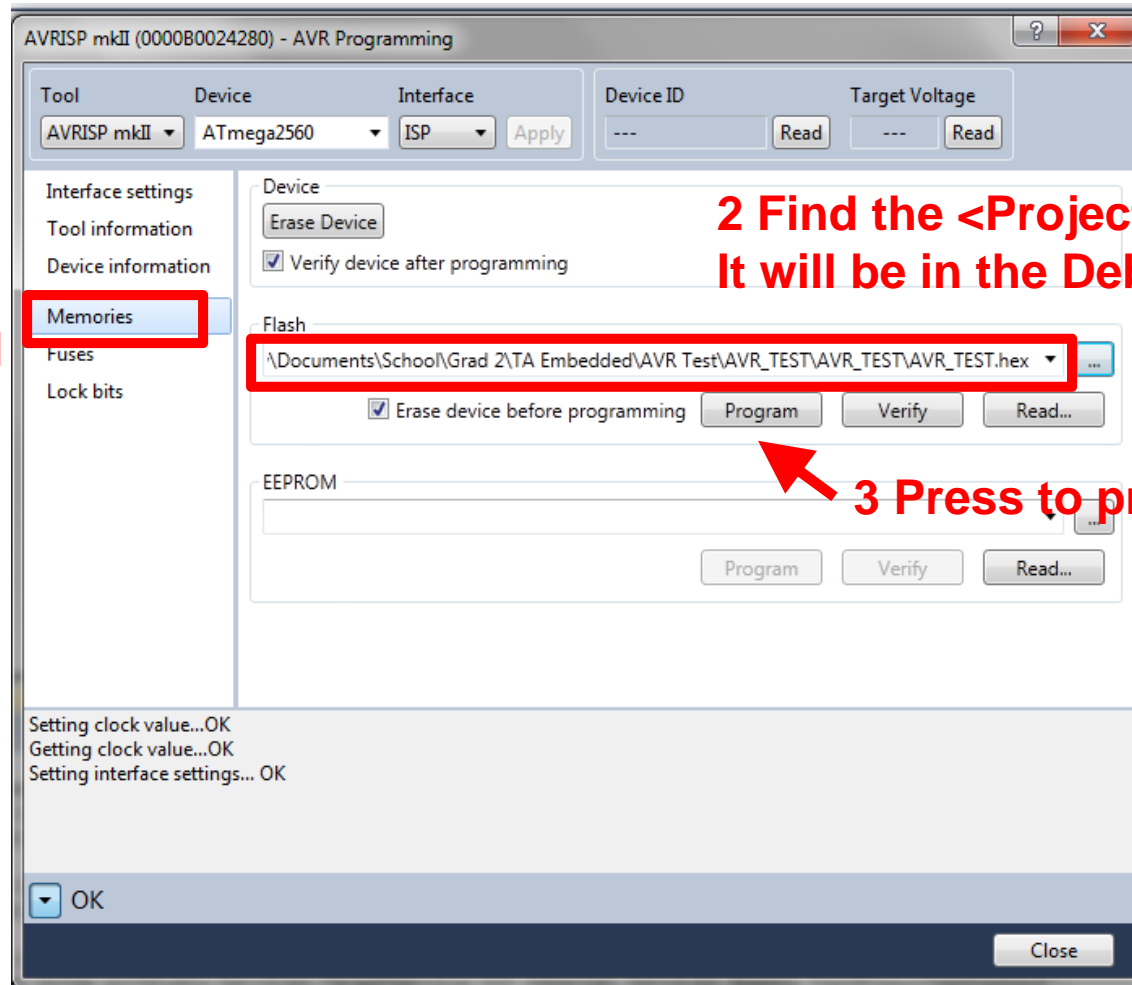 AVRISP mkII (0000B0024280) - AVR Programming
? X
Tool Device Interface Device ID Target Voltage
AVRISP mkII ATmega2560 ISP Apply --- Read --- Read
Interface settings
Tool information
Device information
Memories
Fuses
Lock bits
Device
Erase Device
Verify device after programming
2 Find the <Projec
It will be in the De
Flash
\Documents\School\Grad 2\TA Embedded\AVR Test\AVR_TEST\AVR_TEST\AVR_TEST.hex ...
Erase device before programming Program Verify Read...
3 Press to pr
EEPROM
...
Program Verify Read...
Setting clock value...OK
Getting clock value...OK
Setting interface settings... OK
OK
Close